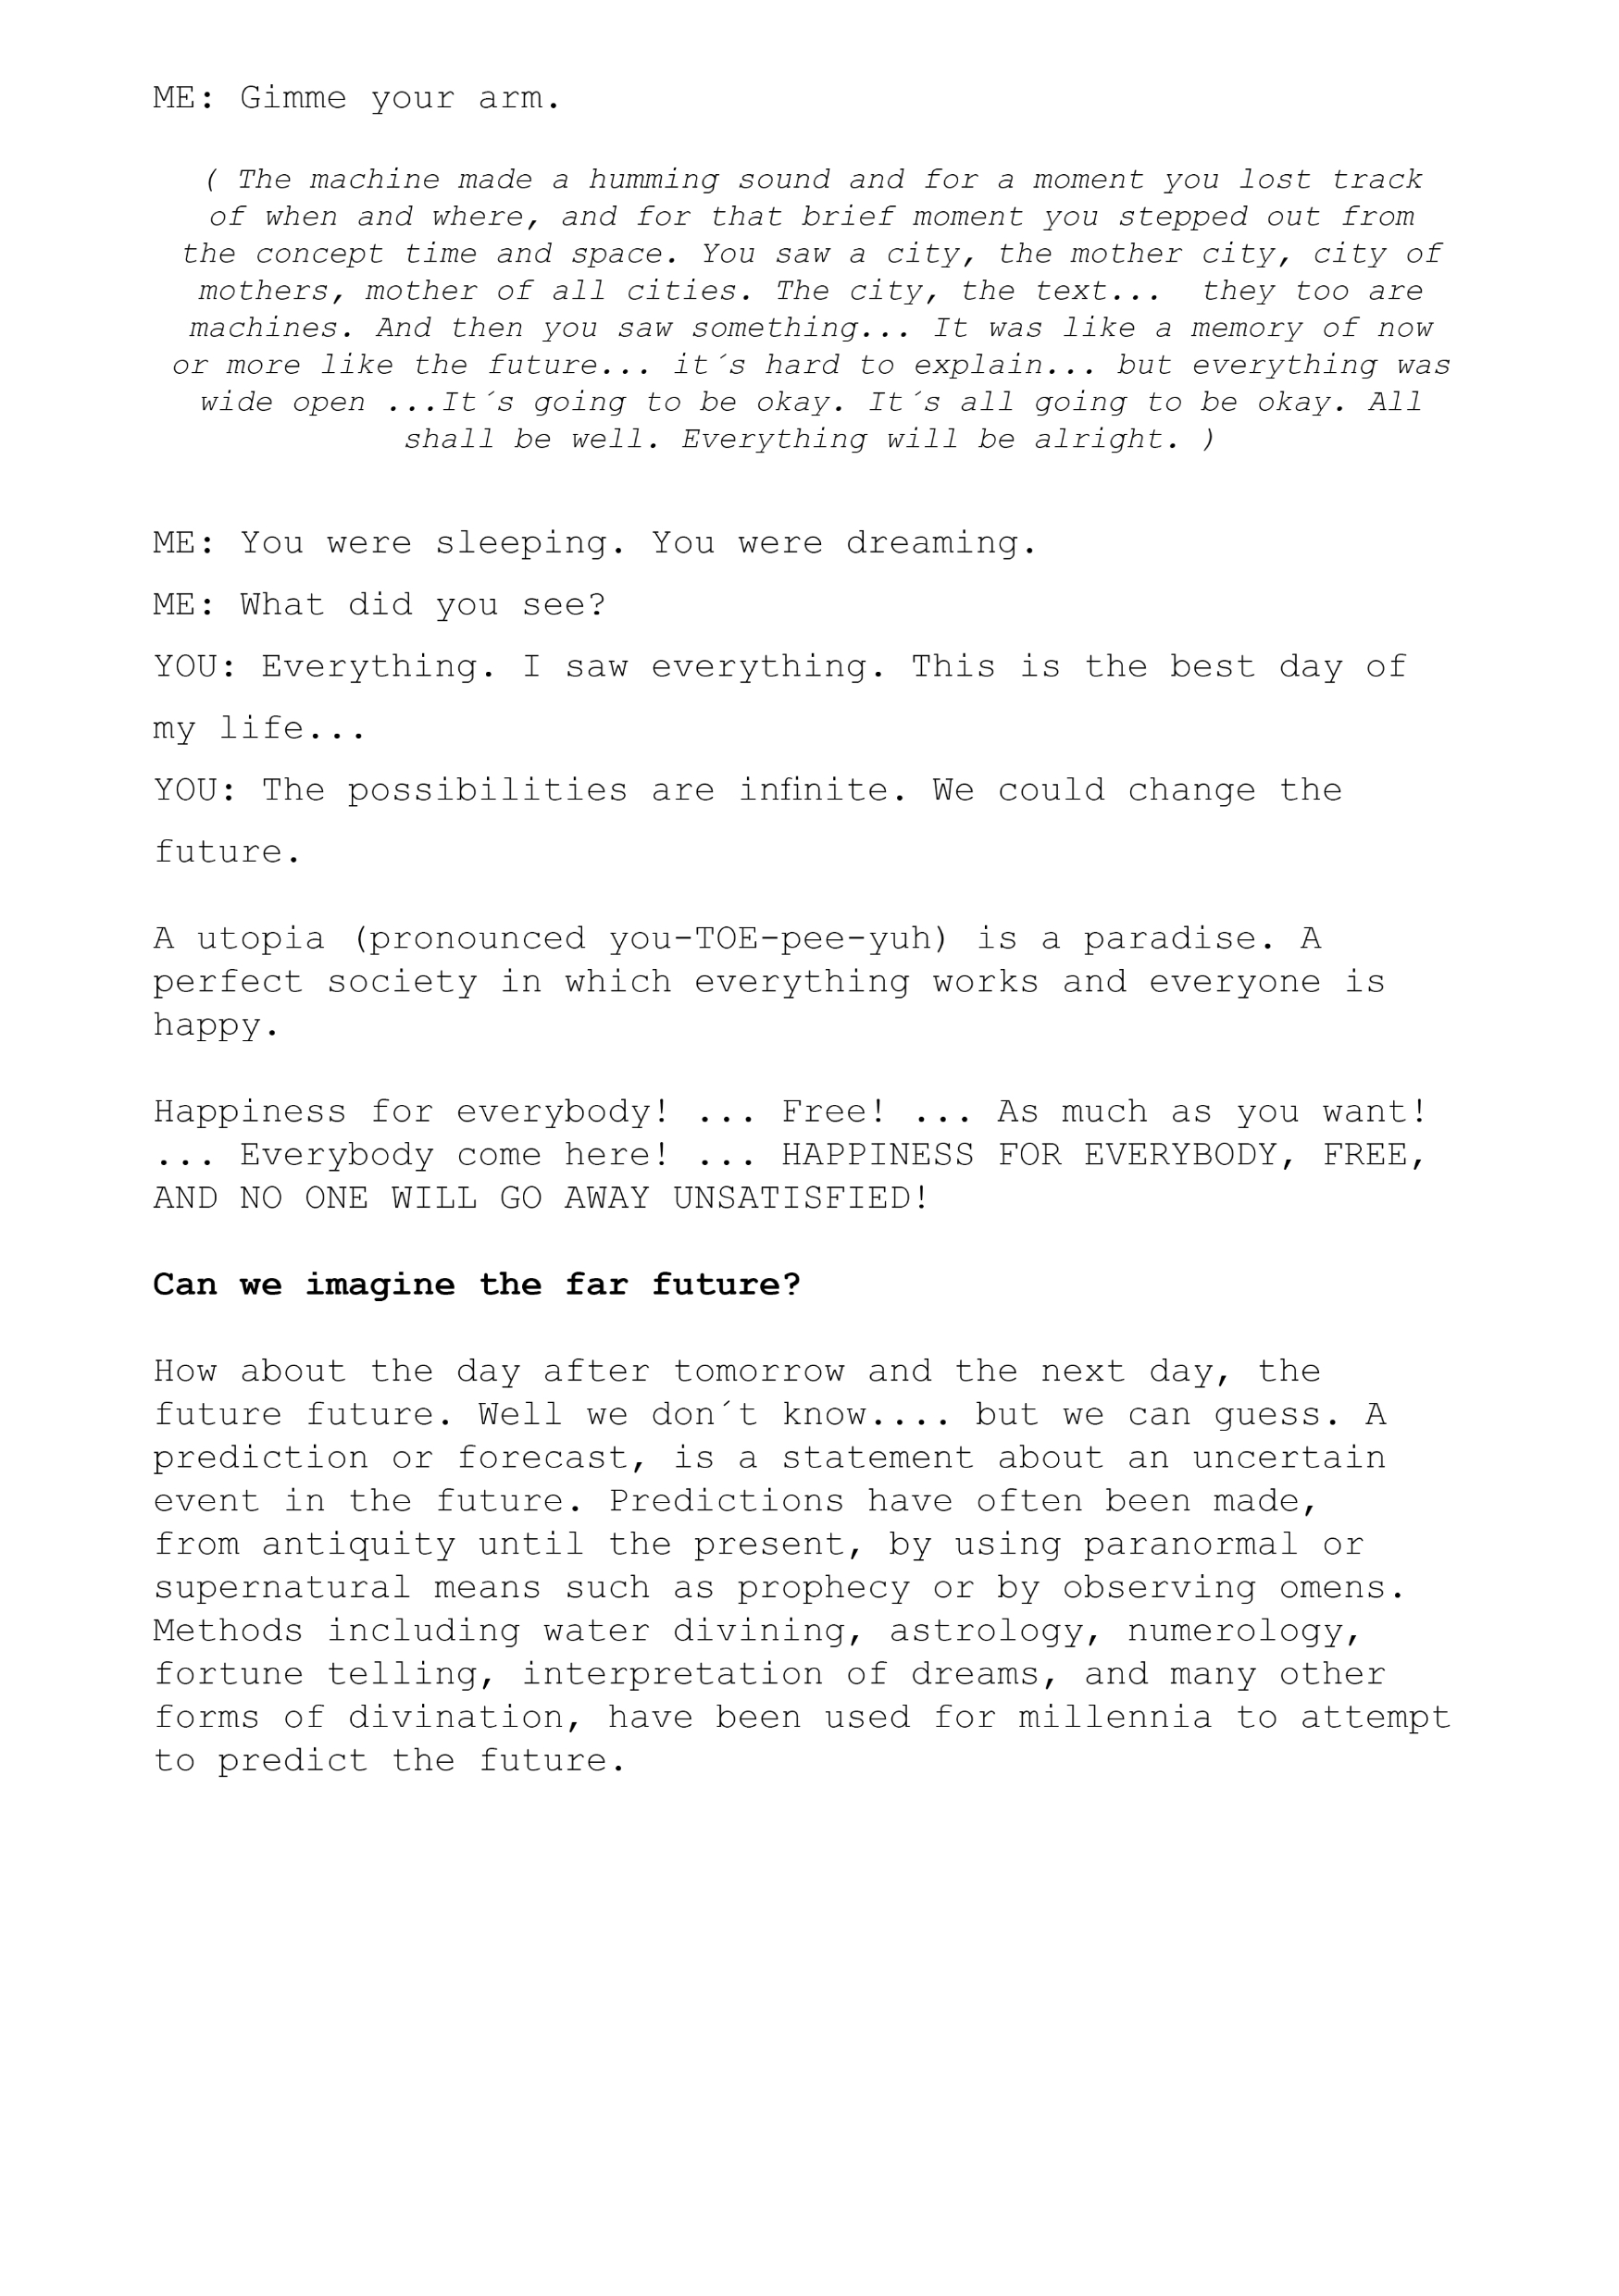 ME: Gimme your arm.
( The machine made a humming sound and for a moment you lost track
of when and where, and for that brief moment you stepped out from
the concept time and space. You saw a city, the mother city, city of
mothers, mother of all cities. The city, the text...  they too are
machines. And then you saw something... It was like a memory of now
or more like the future... it´s hard to explain... but everything was
wide open ...It´s going to be okay. It´s all going to be okay. All
shall be well. Everything will be alright. )
ME: You were sleeping. You were dreaming.
ME: What did you see?
YOU: Everything. I saw everything. This is the best day of
my life...
YOU: The possibilities are infinite. We could change the
future.
A utopia (pronounced you-TOE-pee-yuh) is a paradise. A
perfect society in which everything works and everyone is
happy.
Happiness for everybody! ... Free! ... As much as you want!
... Everybody come here! ... HAPPINESS FOR EVERYBODY, FREE,
AND NO ONE WILL GO AWAY UNSATISFIED!
Can we imagine the far future?
How about the day after tomorrow and the next day, the
future future. Well we don´t know.... but we can guess. A
prediction or forecast, is a statement about an uncertain
event in the future. Predictions have often been made,
from antiquity until the present, by using paranormal or
supernatural means such as prophecy or by observing omens.
Methods including water divining, astrology, numerology,
fortune telling, interpretation of dreams, and many other
forms of divination, have been used for millennia to attempt
to predict the future.